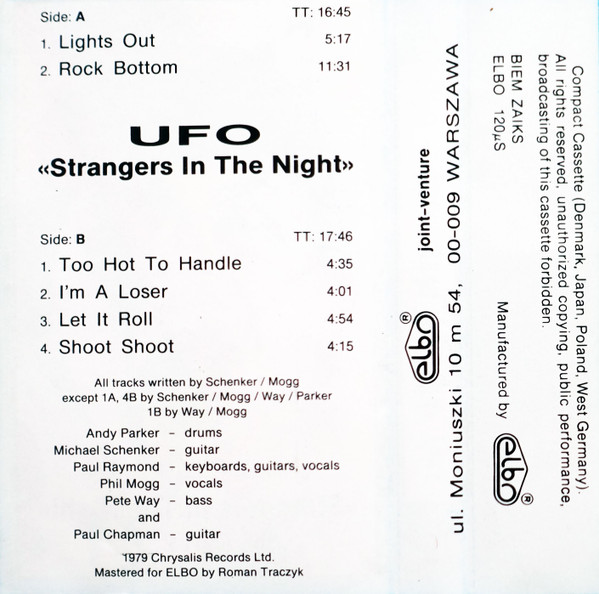 Side: A TT: 16:45
1. Lights Out 5:17
2. Rock Bottom 11:31
UFO
«Strangers In The Night»
Side: B TT: 17:46
1. Too Hot To Handle 4:35
2. I'm A Loser 4:01
3. Let It Roll 4:54
4. Shoot Shoot 4:15
All tracks written by Schenker / Mogg
except 1A, 4B by Schenker / Mogg / Way / Parker
1B by Way / Mogg
Andy Parker – drums
Michael Schenker – guitar
Paul Raymond – keyboards, guitars, vocals
Phil Mogg – vocals
Pete Way – bass
and
Paul Chapman – guitar
1979 Chrysalis Records Ltd.
Mastered for ELBO by Roman Traczyk
joint-venture
elbo ®
ul. Moniuszki 10 m 54, 00-009 WARSZAWA
Compact Cassette (Denmark, Japan, Poland, West Germany).
All rights reserved, unauthorized copying, public performance,
broadcasting of this cassette forbidden.
BIEM ZAIKS
ELBO 120µS
Manufactured by elbo ®